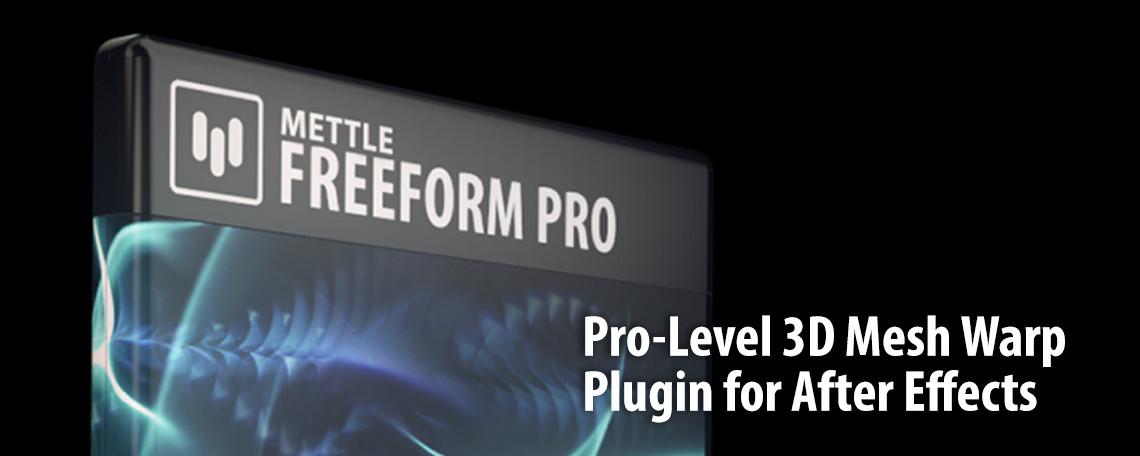 METTLE
FREEFORM PRO
Pro-Level 3D Mesh Warp
Plugin for After Effects